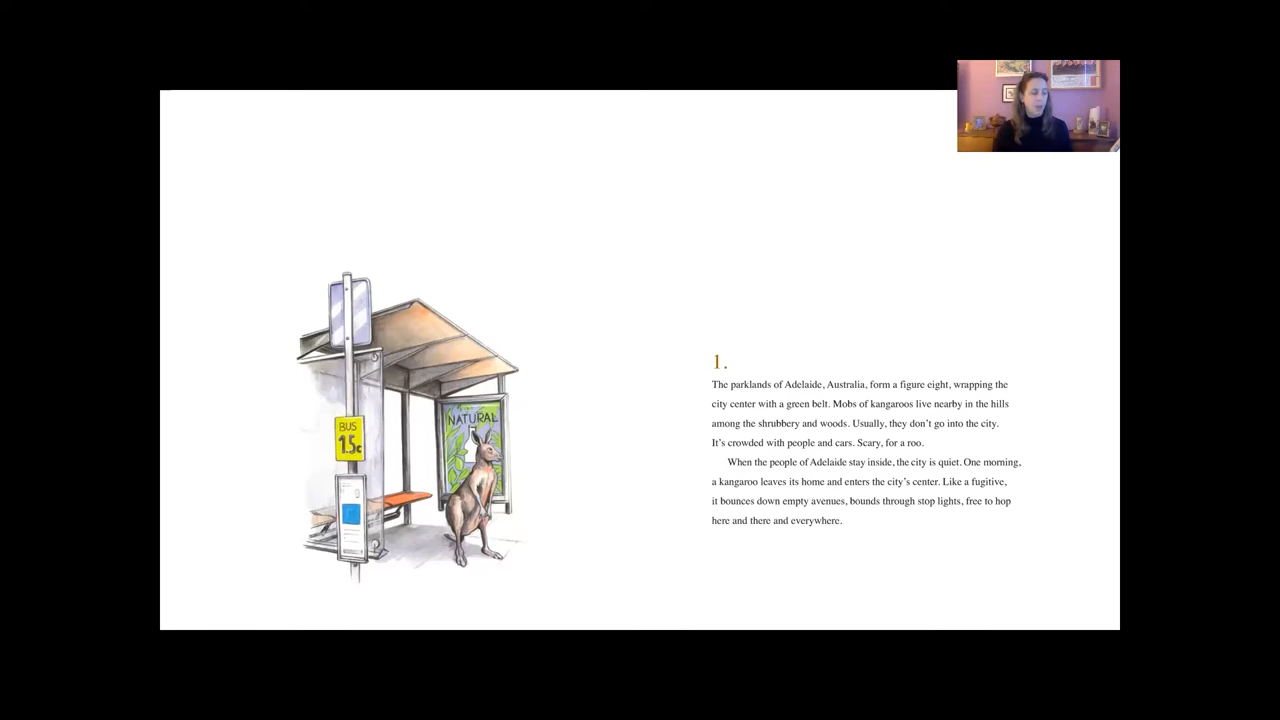 BUS
15c
NATURAL
1.
The parklands of Adelaide, Australia, form a figure eight, wrapping the
city center with a green belt. Mobs of kangaroos live nearby in the hills
among the shrubbery and woods. Usually, they don’t go into the city.
It’s crowded with people and cars. Scary, for a roo.
When the people of Adelaide stay inside, the city is quiet. One morning,
a kangaroo leaves its home and enters the city’s center. Like a fugitive,
it bounces down empty avenues, bounds through stop lights, free to hop
here and there and everywhere.